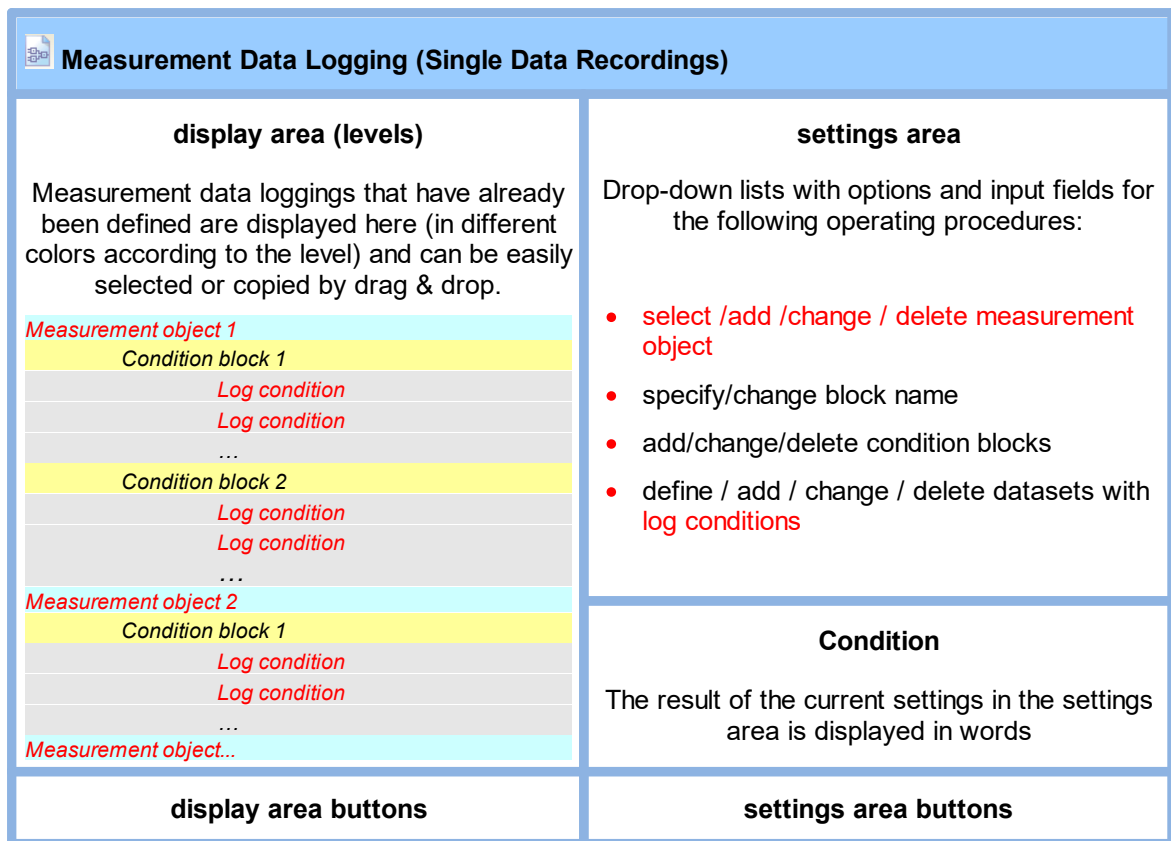 Measurement Data Logging (Single Data Recordings)
display area (levels)
Measurement data loggings that have already
been defined are displayed here (in different
colors according to the level) and can be easily
selected or copied by drag & drop.
Measurement object 1
Condition block 1
Log condition
Log condition
...
Condition block 2
Log condition
Log condition
...
Measurement object 2
Condition block 1
Log condition
Log condition
...
Measurement object...
display area buttons
settings area
Drop-down lists with options and input fields for
the following operating procedures:
• select /add /change / delete measurement
object
• specify/change block name
• add/change/delete condition blocks
• define / add / change / delete datasets with
log conditions
Condition
The result of the current settings in the settings
area is displayed in words
settings area buttons